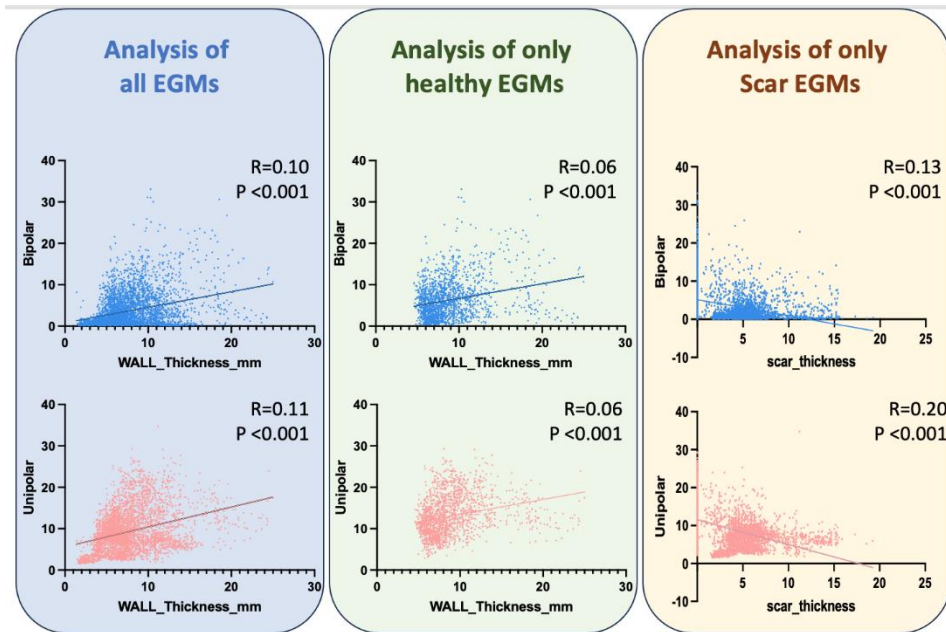 Analysis of
all EGMs
R=0.10
P <0.001
40
30
20
10
0
Bipolar
0 10 20 30
WALL_Thickness_mm
R=0.11
P <0.001
40
30
20
10
0
Unipolar
0 10 20 30
WALL_Thickness_mm
Analysis of only
healthy EGMs
R=0.06
P <0.001
40
30
20
10
0
Bipolar
0 10 20 30
WALL_Thickness_mm
R=0.06
P <0.001
40
30
20
10
0
Unipolar
0 10 20 30
WALL_Thickness_mm
Analysis of only
Scar EGMs
R=0.13
P <0.001
40
30
20
10
0
-10
Bipolar
5 10 15 20 25
scar_thickness
R=0.20
P <0.001
40
30
20
10
0
-10
Unipolar
5 10 15 20 25
scar_thickness